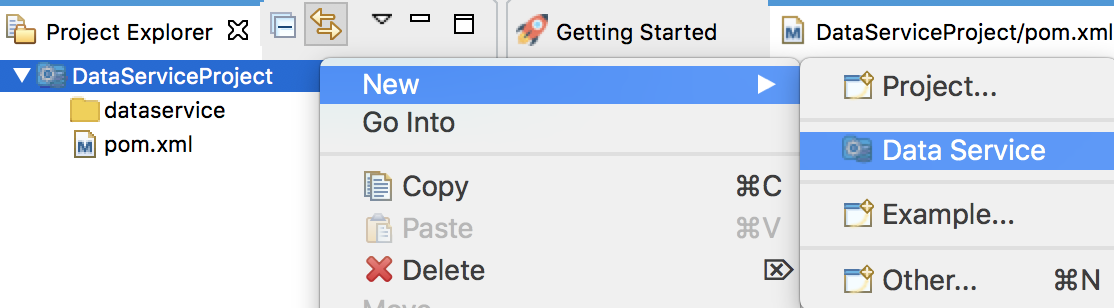 Project Explorer
Getting Started
DataServiceProject/pom.xml
DataServiceProject
dataservice
M pom.xml
New
Go Into
Copy ⌘C
Paste ⌘V
Delete ⌦
Move
Project...
Data Service
Example...
Other... ⌘N